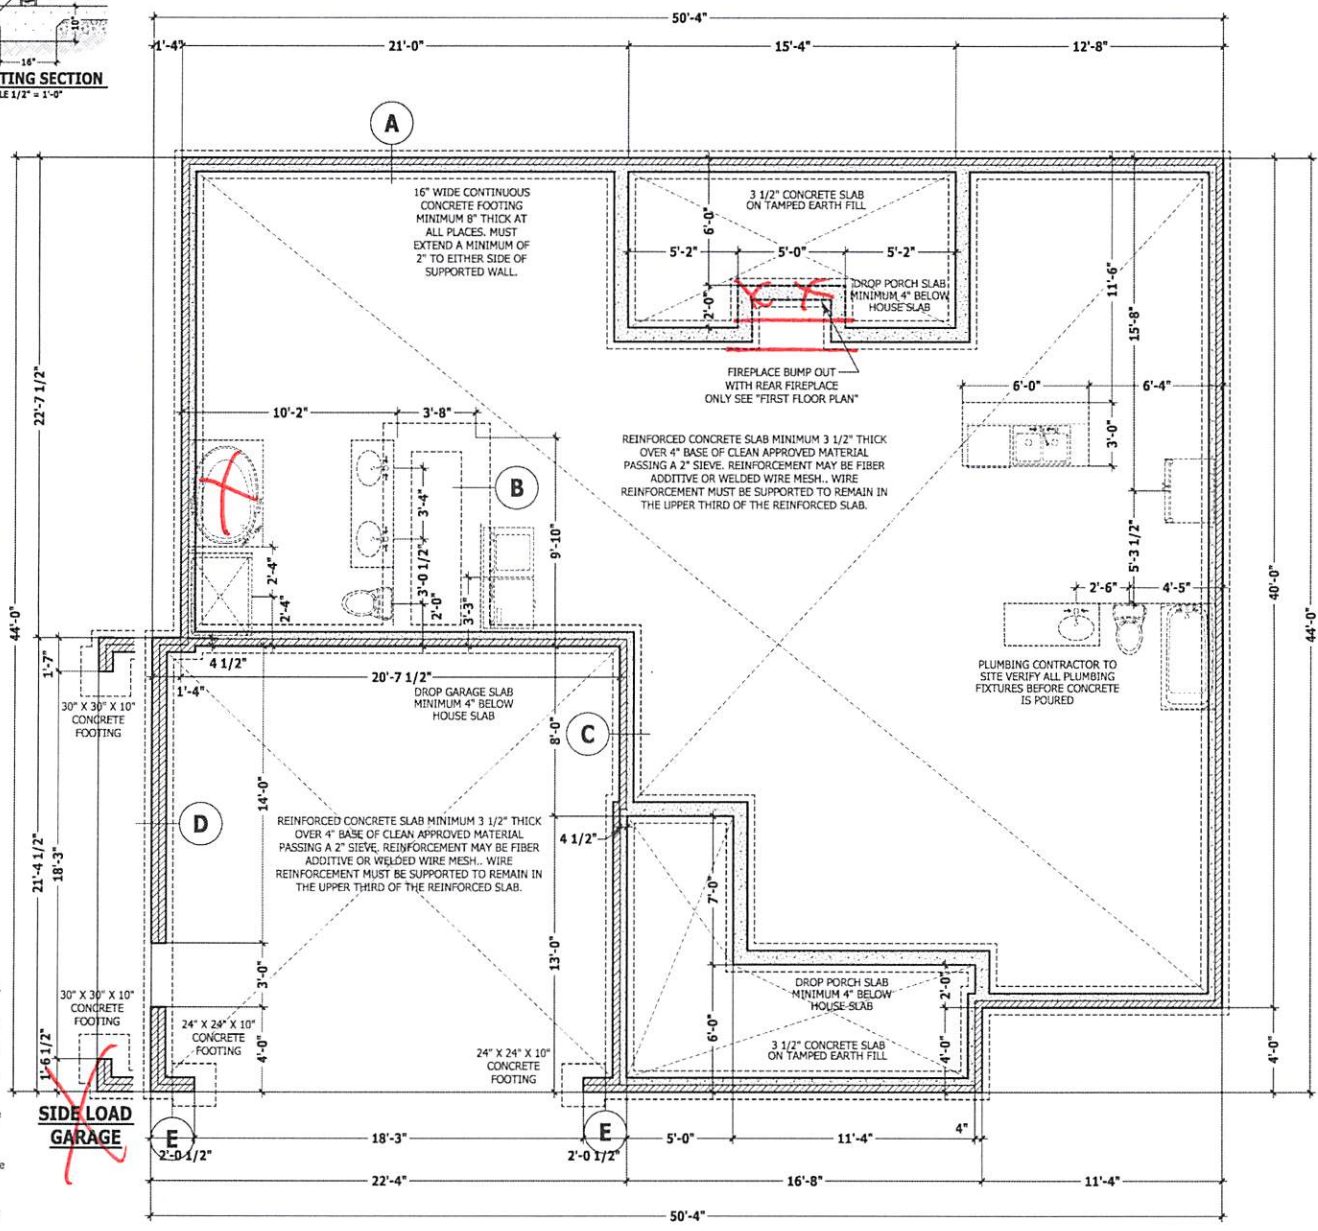 10"
16"
TING SECTION
LE 1/2" = 1'-0"
50'-4"
1'-4"
21'-0"
15'-4"
12'-8"
A
16" WIDE CONTINUOUS
CONCRETE FOOTING
MINIMUM 8" THICK AT
ALL PLACES. MUST
EXTEND A MINIMUM OF
2" TO EITHER SIDE OF
SUPPORTED WALL.
3 1/2" CONCRETE SLAB
ON TAMPED EARTH FILL
6'-0"
5'-2"
5'-0"
5'-2"
2'-0"
DROP PORCH SLAB
MINIMUM 4" BELOW
HOUSE SLAB
11'-6"
15'-8"
FIREPLACE BUMP OUT
WITH REAR FIREPLACE
ONLY SEE "FIRST FLOOR PLAN"
22'-7 1/2"
44'-0"
10'-2"
3'-8"
6'-0"
6'-4"
3'-0"
REINFORCED CONCRETE SLAB MINIMUM 3 1/2" THICK
OVER 4" BASE OF CLEAN APPROVED MATERIAL
PASSING A 2" SIEVE. REINFORCEMENT MAY BE FIBER
ADDITIVE OR WELDED WIRE MESH.. WIRE
REINFORCEMENT MUST BE SUPPORTED TO REMAIN IN
THE UPPER THIRD OF THE REINFORCED SLAB.
B
3'-4"
9'-10"
5'-3 1/2"
2'-4"
2'-4"
3'-0 1/2"
2'-0"
3'-3"
40'-0"
44'-0"
2'-6"
4'-5"
PLUMBING CONTRACTOR TO
SITE VERIFY ALL PLUMBING
FIXTURES BEFORE CONCRETE
IS POURED
1'-7"
4 1/2"
1'-4"
20'-7 1/2"
DROP GARAGE SLAB
MINIMUM 4" BELOW
HOUSE SLAB
30" X 30" X 10"
CONCRETE
FOOTING
C
8'-0"
D
14'-0"
REINFORCED CONCRETE SLAB MINIMUM 3 1/2" THICK
OVER 4" BASE OF CLEAN APPROVED MATERIAL
PASSING A 2" SIEVE. REINFORCEMENT MAY BE FIBER
ADDITIVE OR WELDED WIRE MESH.. WIRE
REINFORCEMENT MUST BE SUPPORTED TO REMAIN IN
THE UPPER THIRD OF THE REINFORCED SLAB.
4 1/2"
21'-4 1/2"
18'-3"
7'-0"
13'-0"
3'-0"
DROP PORCH SLAB
MINIMUM 4" BELOW
HOUSE SLAB
2'-0"
30" X 30" X 10"
CONCRETE
FOOTING
24" X 24" X 10"
CONCRETE
FOOTING
4'-0"
24" X 24" X 10"
CONCRETE
FOOTING
6'-0"
3 1/2" CONCRETE SLAB
ON TAMPED EARTH FILL
4'-0"
4'-0"
1'-6 1/2"
SIDE LOAD
GARAGE
E
E
2'-0 1/2"
18'-3"
2'-0 1/2"
5'-0"
11'-4"
4"
22'-4"
16'-8"
11'-4"
50'-4"